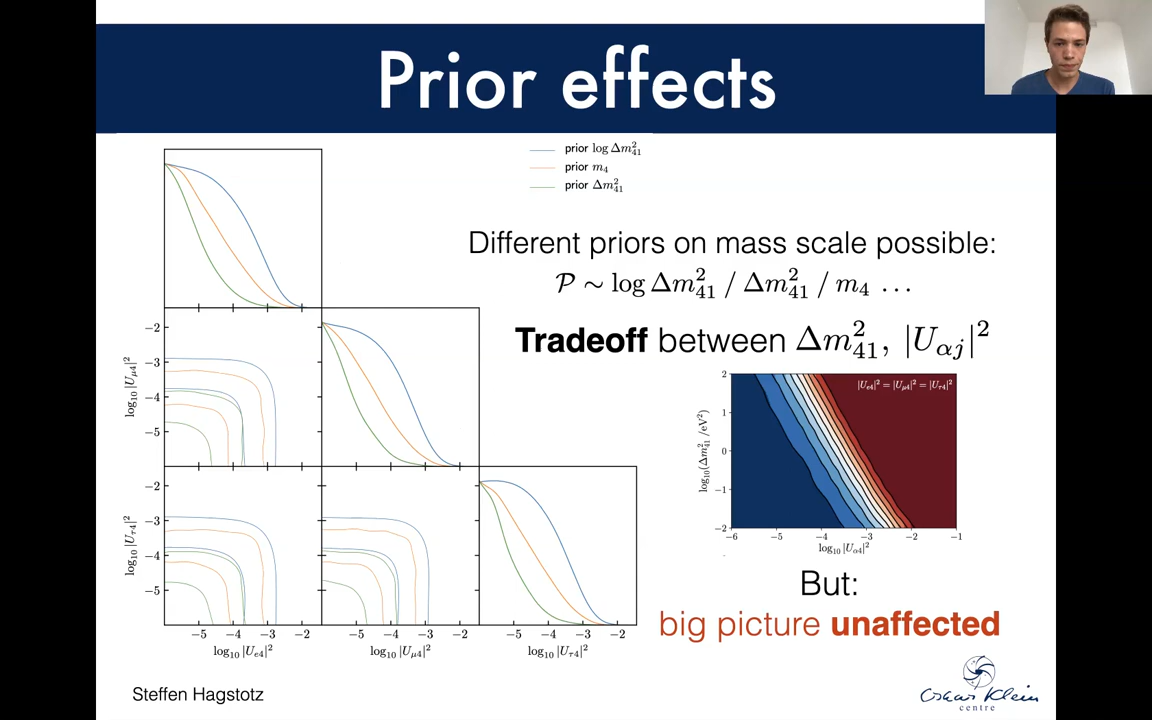 Prior effects
prior log Δm²₄₁
prior m₄
prior Δm²₄₁
Different priors on mass scale possible:
𝒫 ∼ log Δm²₄₁ / Δm²₄₁ / m₄ …
Tradeoff between Δm²₄₁, |U_αj|²
log₁₀ |U_μ4|²
−2
−3
−4
−5
log₁₀ |U_τ4|²
−2
−3
−4
−5
−5 −4 −3 −2
−5 −4 −3 −2
−5 −4 −3 −2
log₁₀ |U_e4|²
log₁₀ |U_μ4|²
log₁₀ |U_τ4|²
|U_e4|² = |U_μ4|² = |U_τ4|²
log₁₀(Δm²₄₁ /eV²)
2
1
0
−1
−2
−6 −5 −4 −3 −2 −1
log₁₀ |U_α4|²
But:
big picture unaffected
Steffen Hagstotz
Oskar Klein
centre